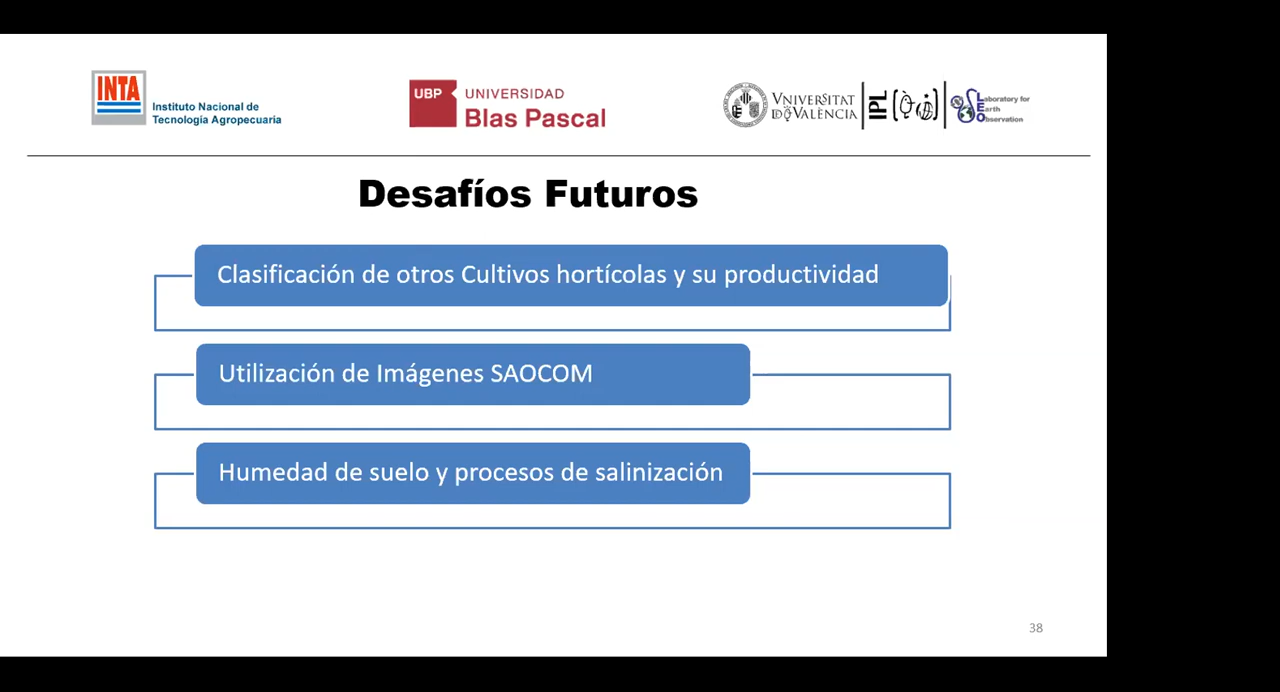 INTA
Instituto Nacional de
Tecnología Agropecuaria
UBP
UNIVERSIDAD
Blas Pascal
VNIVERSITAT
DE VALÈNCIA
IPL
Laboratory for
Earth
Observation
Desafíos Futuros
Clasificación de otros Cultivos hortícolas y su productividad
Utilización de Imágenes SAOCOM
Humedad de suelo y procesos de salinización
38